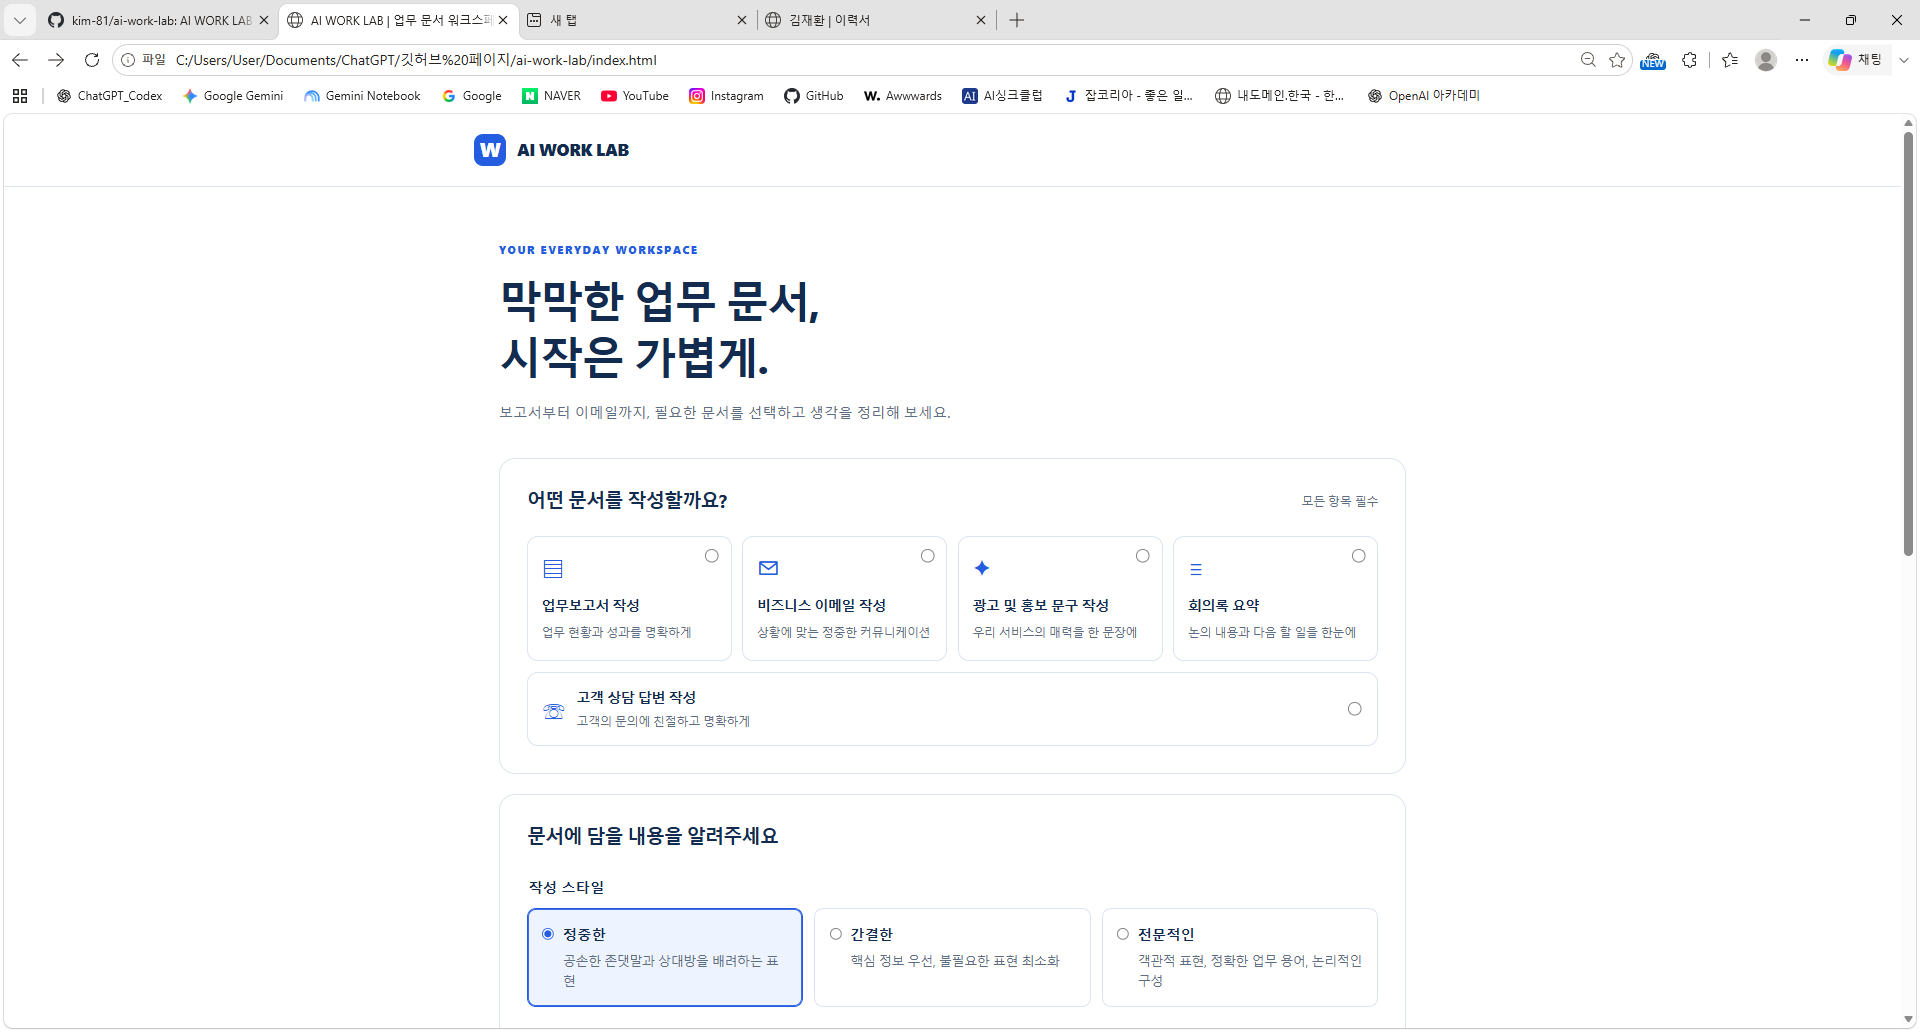 kim-81/ai-work-lab: AI WORK LAB
AI WORK LAB | 업무 문서 워크스페
새 탭
김재환 | 이력서
파일
C:/Users/User/Documents/ChatGPT/깃허브%20페이지/ai-work-lab/index.html
NEW
채팅
ChatGPT_Codex
Google Gemini
Gemini Notebook
Google
NAVER
YouTube
Instagram
GitHub
Awwwards
AI싱크클럽
잡코리아 - 좋은 일...
내도메인.한국 - 한...
OpenAI 아카데미
W AI WORK LAB
YOUR EVERYDAY WORKSPACE
막막한 업무 문서,
시작은 가볍게.
보고서부터 이메일까지, 필요한 문서를 선택하고 생각을 정리해 보세요.
어떤 문서를 작성할까요?
모든 항목 필수
업무보고서 작성
업무 현황과 성과를 명확하게
비즈니스 이메일 작성
상황에 맞는 정중한 커뮤니케이션
광고 및 홍보 문구 작성
우리 서비스의 매력을 한 문장에
회의록 요약
논의 내용과 다음 할 일을 한눈에
고객 상담 답변 작성
고객의 문의에 친절하고 명확하게
문서에 담을 내용을 알려주세요
작성 스타일
정중한
공손한 존댓말과 상대방을 배려하는 표
현
간결한
핵심 정보 우선, 불필요한 표현 최소화
전문적인
객관적 표현, 정확한 업무 용어, 논리적인
구성